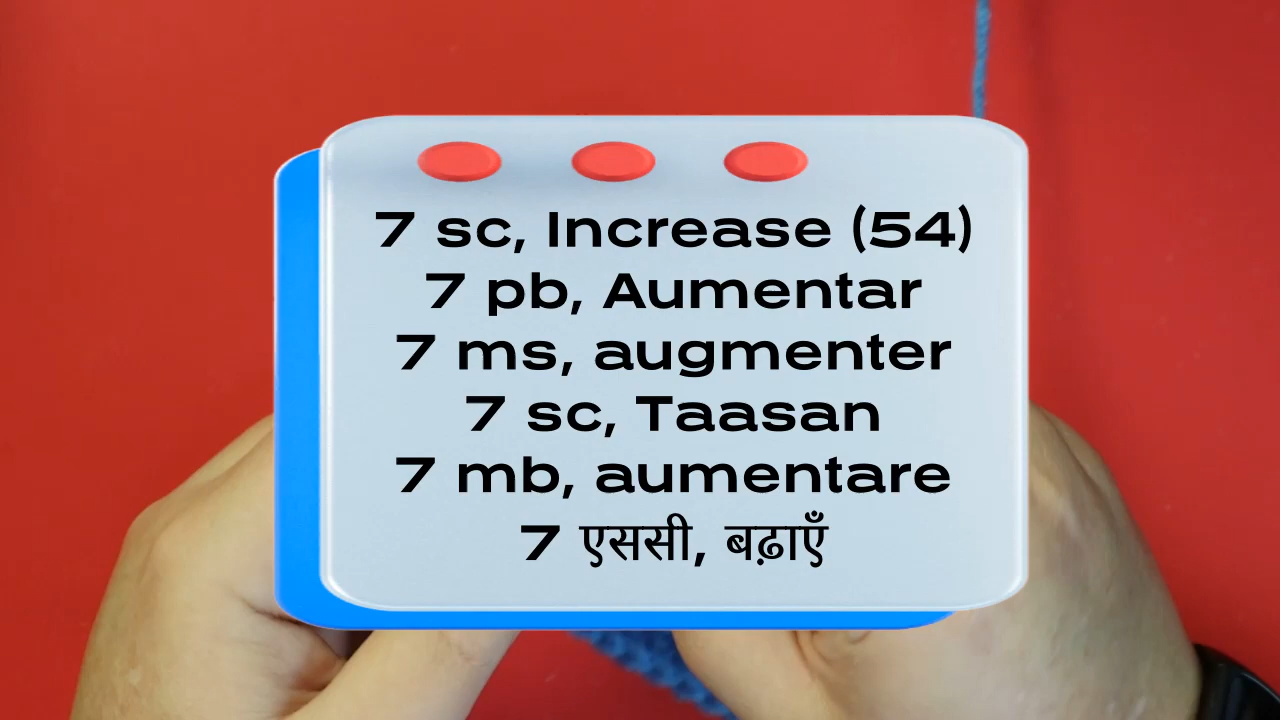 7 sc, Increase (54)
7 pb, Aumentar
7 ms, augmenter
7 sc, Taasan
7 mb, aumentare
7 एससी, बढ़ाएँ